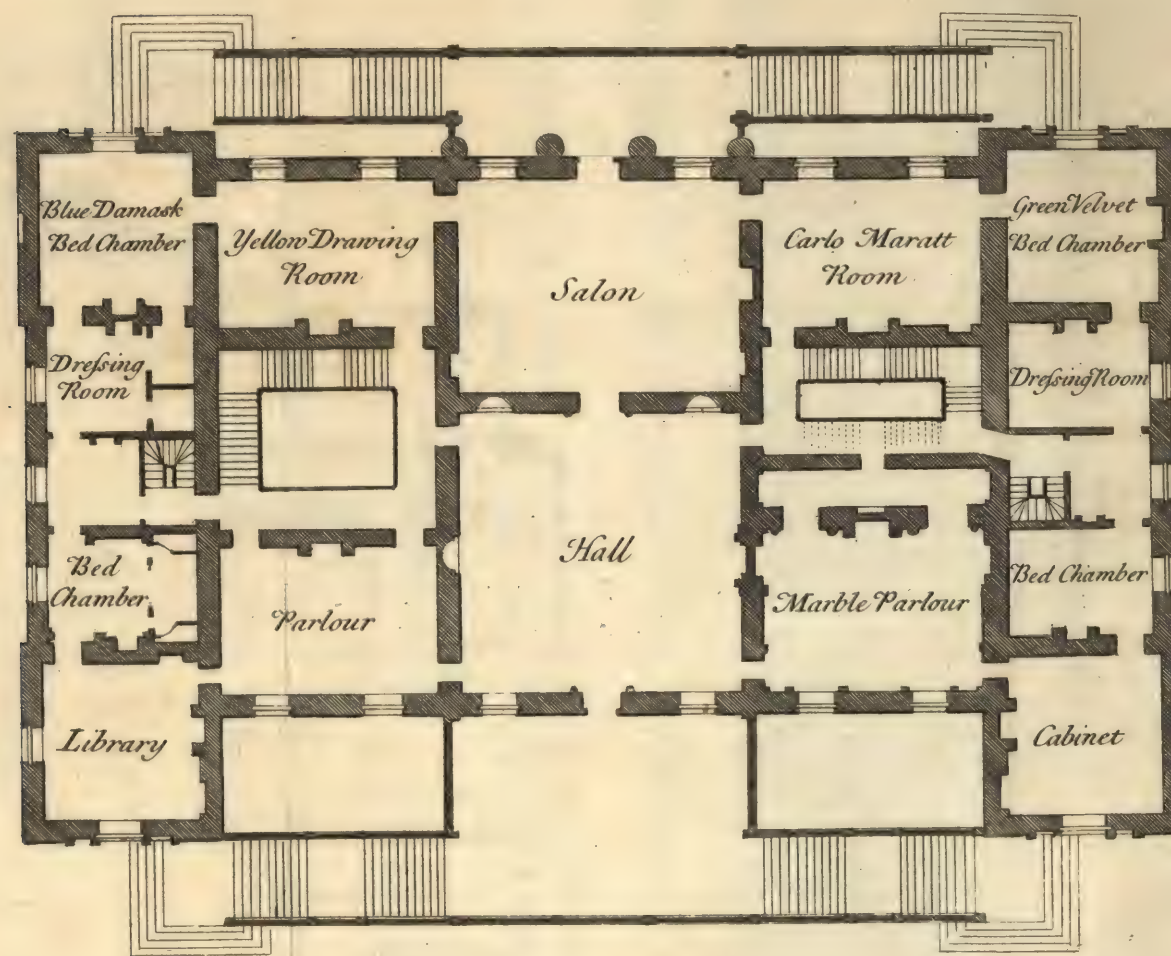 Blue Damask
Bed Chamber
Yellow Drawing
Room
Salon
Carlo Maratt
Room
Green Velvet
Bed Chamber
Dreſsing
Room
Dreſsing Room
Bed
Chamber
Parlour
Hall
Marble Parlour
Bed Chamber
Library
Cabinet